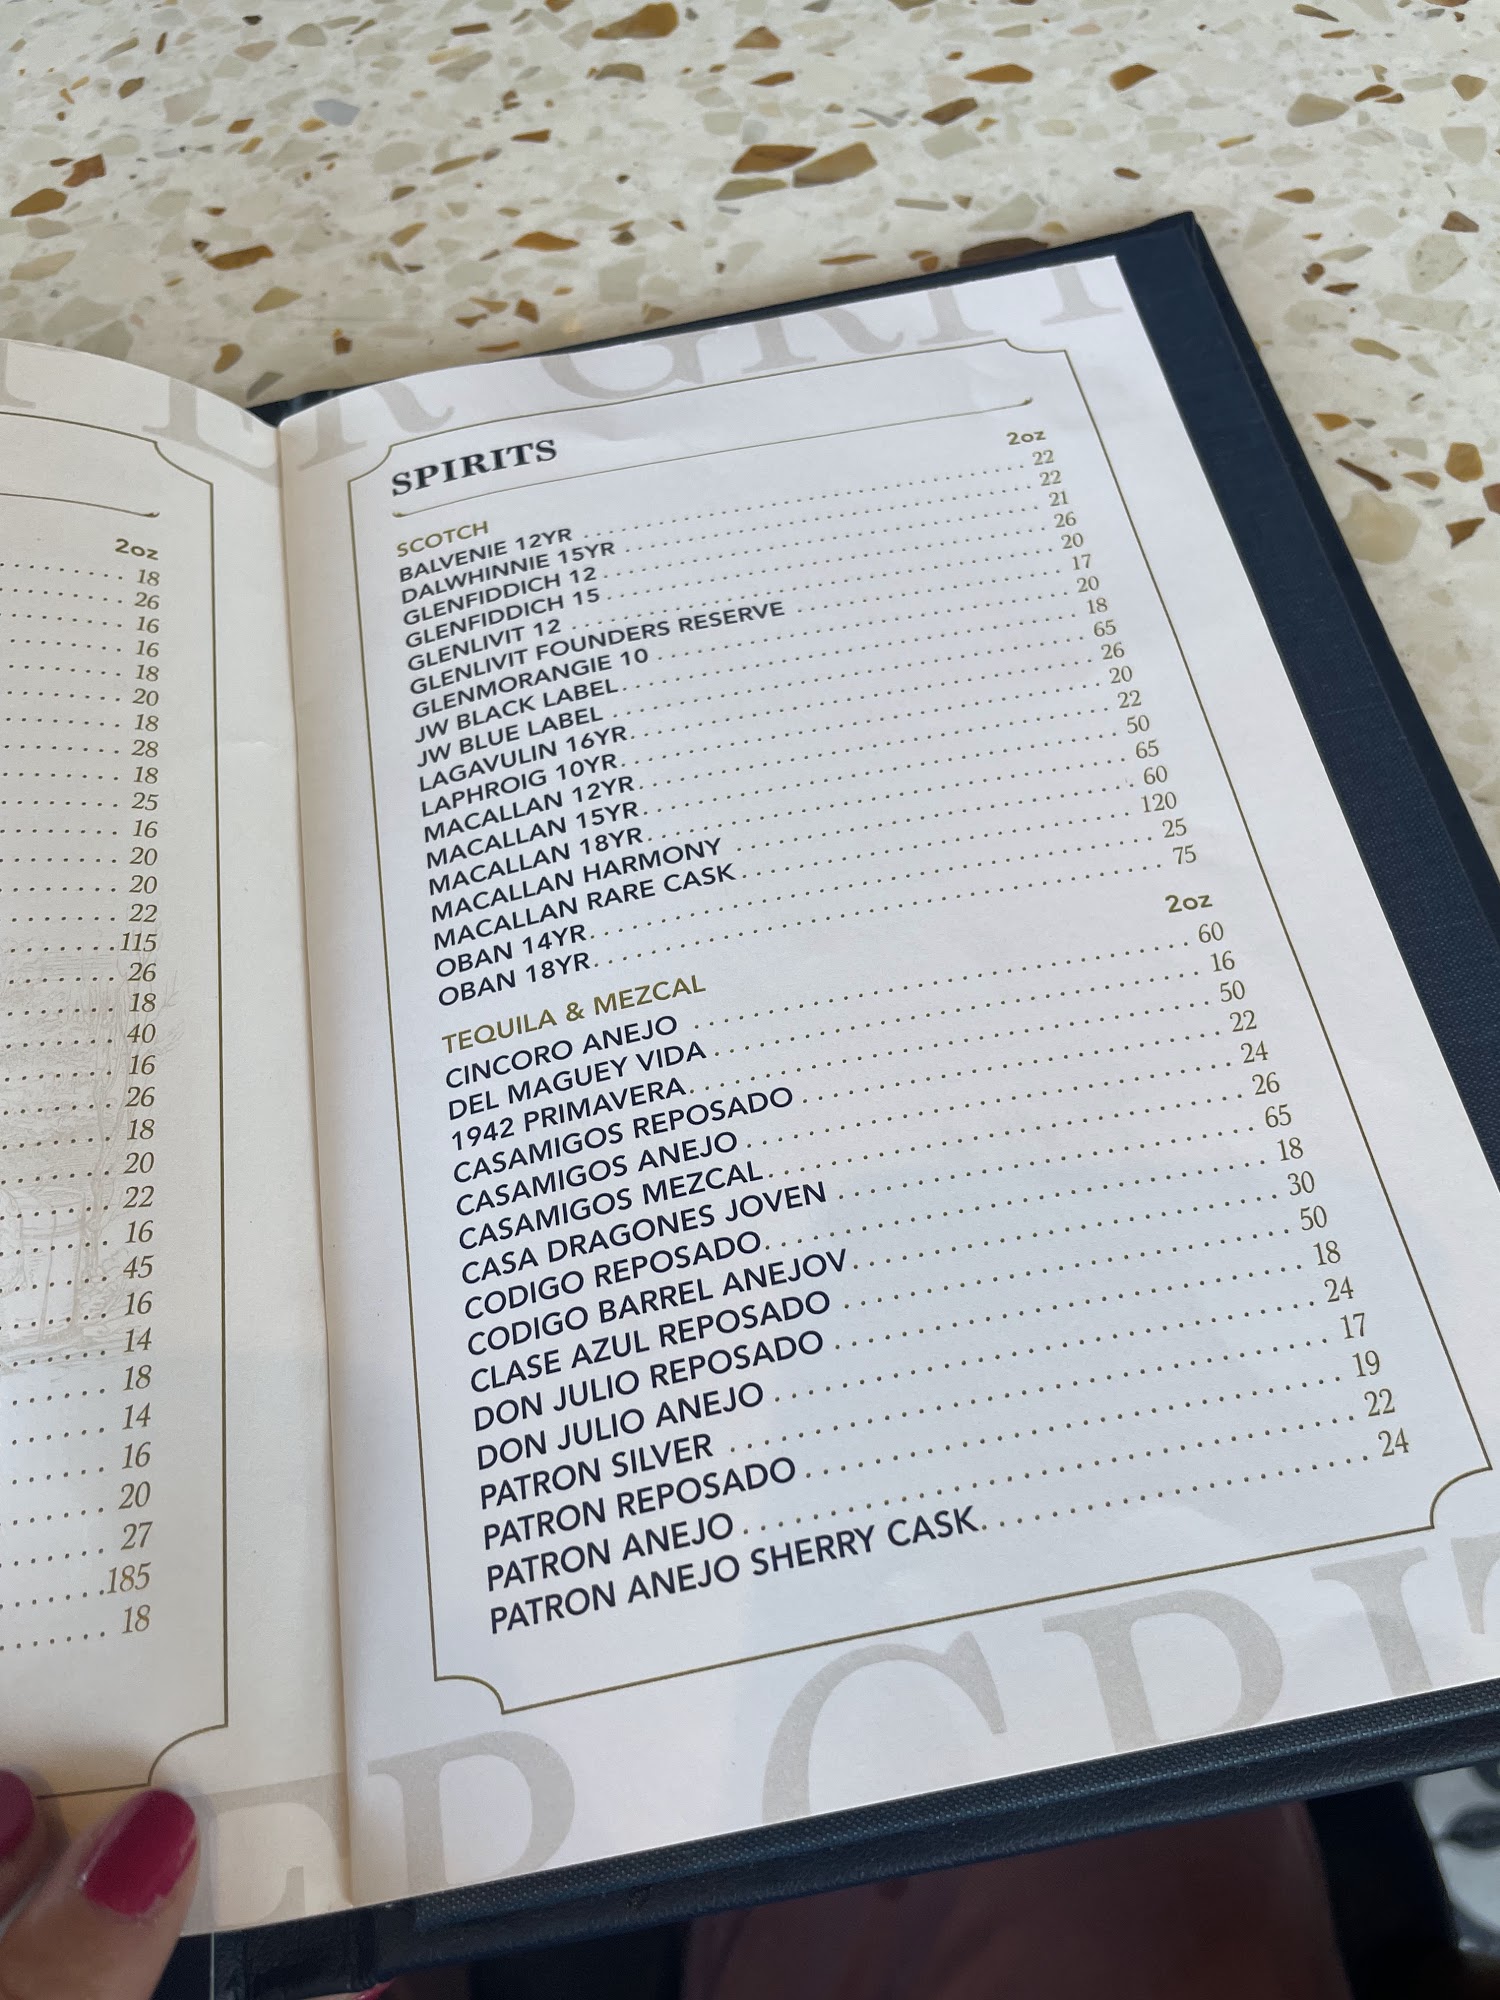 ER GRIT
2oz
18
26
16
16
18
20
18
28
18
25
16
20
20
22
115
26
18
40
16
26
18
20
22
16
45
16
14
18
14
16
20
27
185
18
SPIRITS
SCOTCH 2oz
BALVENIE 12YR 22
DALWHINNIE 15YR 22
GLENFIDDICH 12 21
GLENFIDDICH 15 26
GLENLIVIT 12 20
GLENLIVIT FOUNDERS RESERVE 17
GLENMORANGIE 10 20
JW BLACK LABEL 18
JW BLUE LABEL 65
LAGAVULIN 16YR 26
LAPHROIG 10YR 20
MACALLAN 12YR 22
MACALLAN 15YR 50
MACALLAN 18YR 65
MACALLAN HARMONY 60
MACALLAN RARE CASK 120
OBAN 14YR 25
OBAN 18YR 75
TEQUILA & MEZCAL 2oz
CINCORO ANEJO 60
DEL MAGUEY VIDA 16
1942 PRIMAVERA 50
CASAMIGOS REPOSADO 22
CASAMIGOS ANEJO 24
CASAMIGOS MEZCAL 26
CASA DRAGONES JOVEN 65
CODIGO REPOSADO 18
CODIGO BARREL ANEJOV 30
CLASE AZUL REPOSADO 50
DON JULIO REPOSADO 18
DON JULIO ANEJO 24
PATRON SILVER 17
PATRON REPOSADO 19
PATRON ANEJO 22
PATRON ANEJO SHERRY CASK 24
ER GRIT